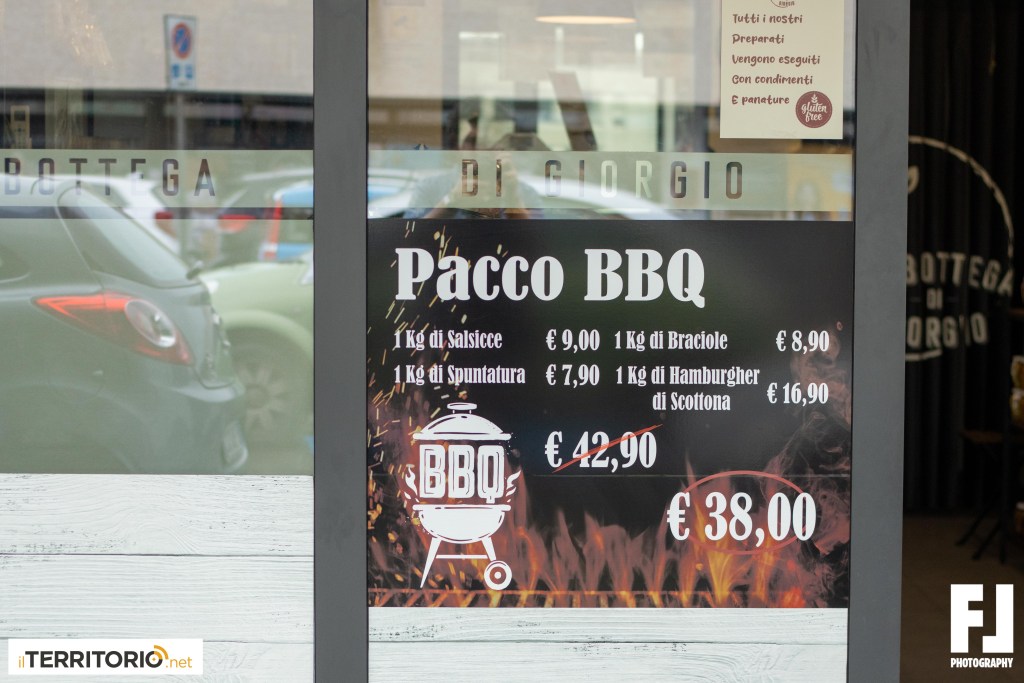 Tutti i nostri
Preparati
Vengono eseguiti
Con condimenti
E panature
gluten
free
BOTTEGA DI GIORGIO
Pacco BBQ
1 Kg di Salsicce € 9,00 1 Kg di Braciole € 8,90
1 Kg di Spuntatura € 7,90 1 Kg di Hamburgher
di Scottona € 16,90
€ 42,90
BBQ
€ 38,00
BOTTEGA
DI
GIORGIO
ilTERRITORIO.net
FL
PHOTOGRAPHY